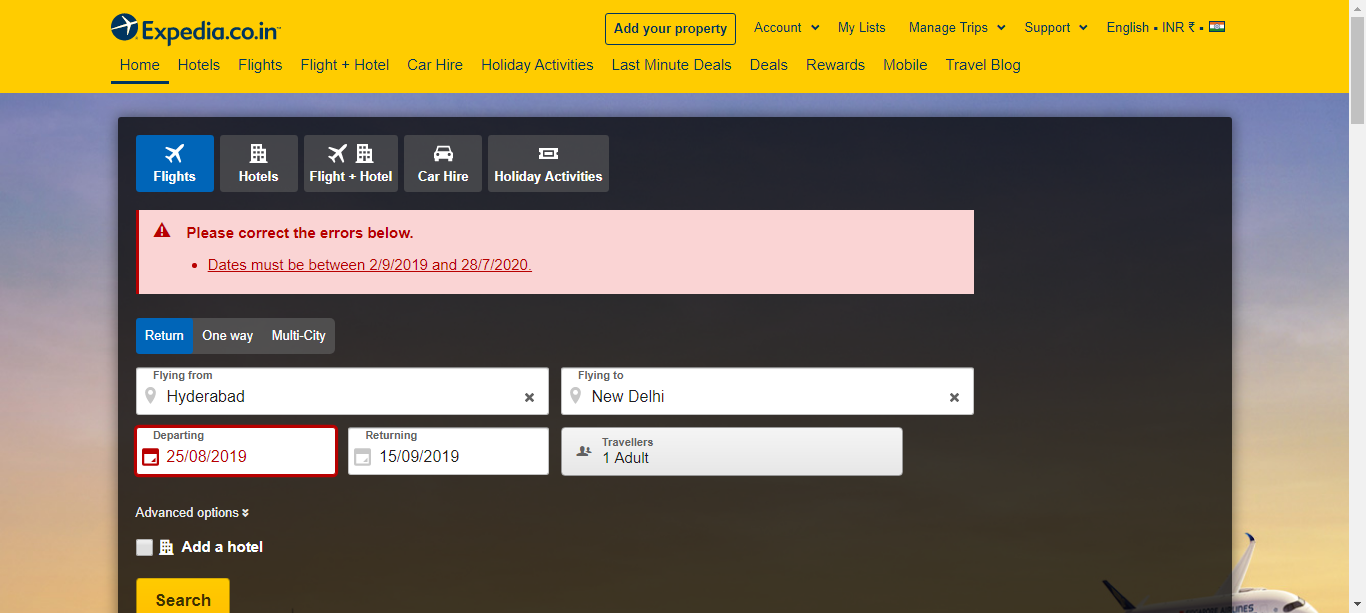 Expedia.co.in
Add your property Account My Lists Manage Trips Support English ▪ INR ₹ ▪
Home Hotels Flights Flight + Hotel Car Hire Holiday Activities Last Minute Deals Deals Rewards Mobile Travel Blog
Flights Hotels Flight + Hotel Car Hire Holiday Activities
Please correct the errors below.
• Dates must be between 2/9/2019 and 28/7/2020.
Return One way Multi-City
Flying from Flying to
Hyderabad New Delhi
Departing Returning Travellers
25/08/2019 15/09/2019 1 Adult
Advanced options
Add a hotel
Search
AIRLINES